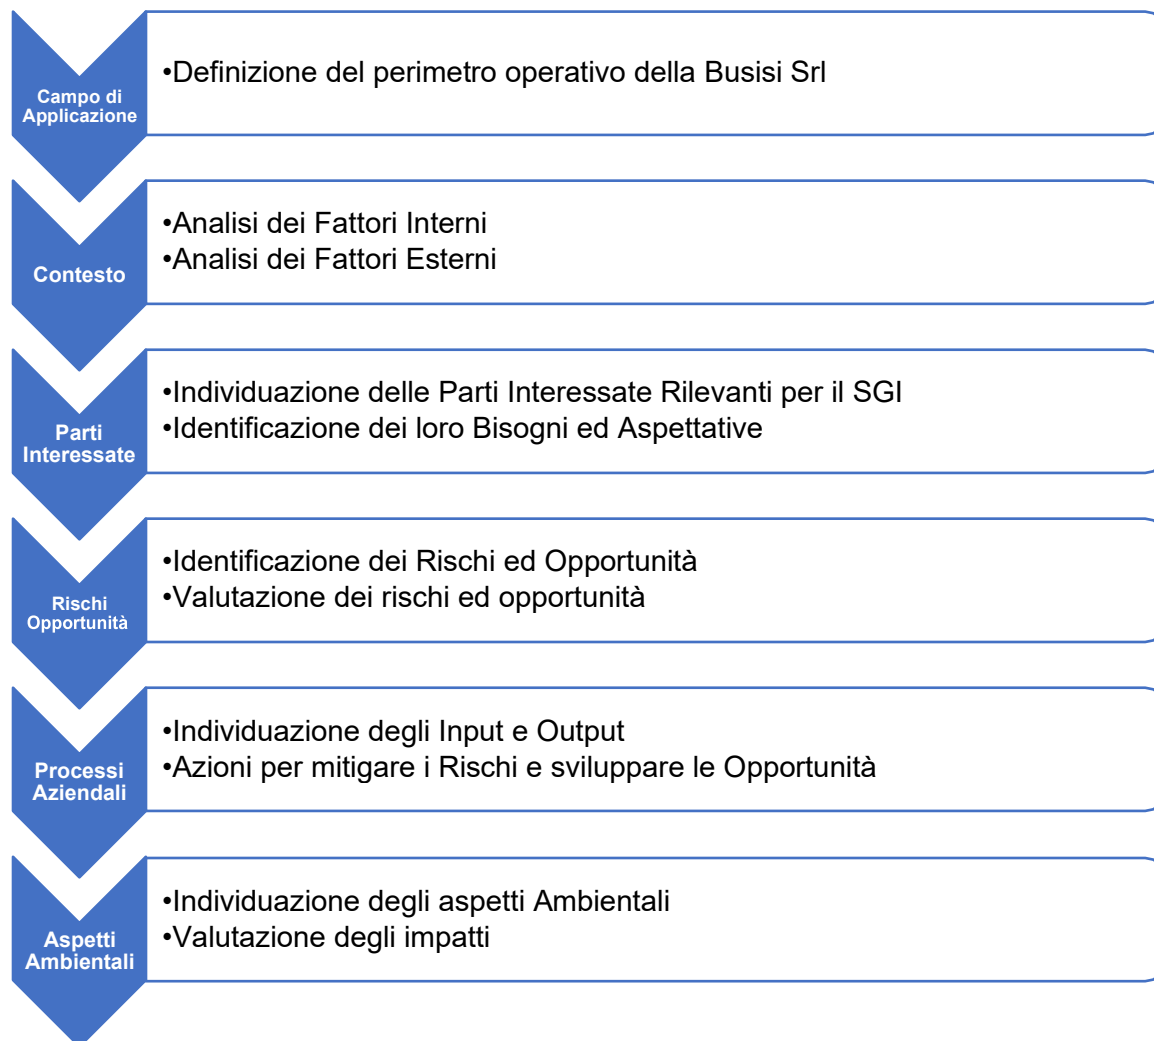 Campo di
Applicazione
•Definizione del perimetro operativo della Busisi Srl
Contesto
•Analisi dei Fattori Interni
•Analisi dei Fattori Esterni
Parti
Interessate
•Individuazione delle Parti Interessate Rilevanti per il SGI
•Identificazione dei loro Bisogni ed Aspettative
Rischi
Opportunità
•Identificazione dei Rischi ed Opportunità
•Valutazione dei rischi ed opportunità
Processi
Aziendali
•Individuazione degli Input e Output
•Azioni per mitigare i Rischi e sviluppare le Opportunità
Aspetti
Ambientali
•Individuazione degli aspetti Ambientali
•Valutazione degli impatti